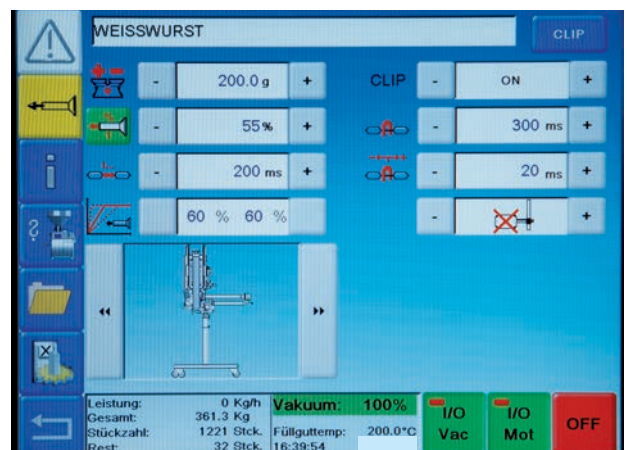 WEISSWURST
CLIP
- 200.0 g + CLIP - ON +
- 55% + - 300 ms +
- 200 ms + - 20 ms +
60 % 60 % - +
Leistung: 0 Kg/h
Gesamt: 361.3 Kg
Stückzahl: 1221 Stck.
Rest: 32 Stck.
Vakuum: 100%
Füllguttemp: 200.0°C
16:39:54
I/O
Vac
I/O
Mot
OFF